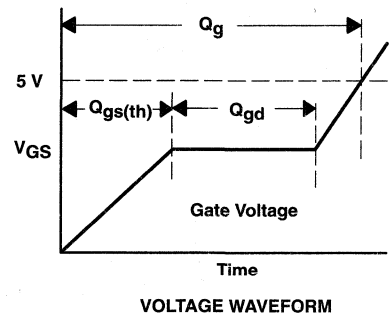 Qg
5 V
Qgs(th)
Qgd
VGS
Gate Voltage
Time
VOLTAGE WAVEFORM